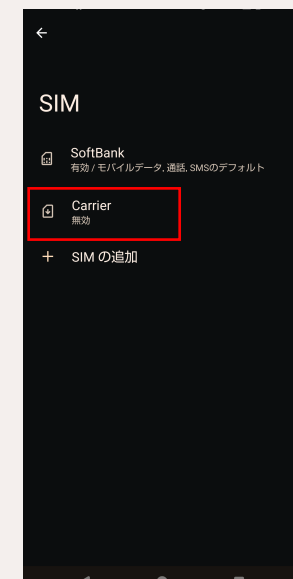 SIM
SoftBank
有効 / モバイルデータ, 通話, SMSのデフォルト
Carrier
無効
SIM の追加